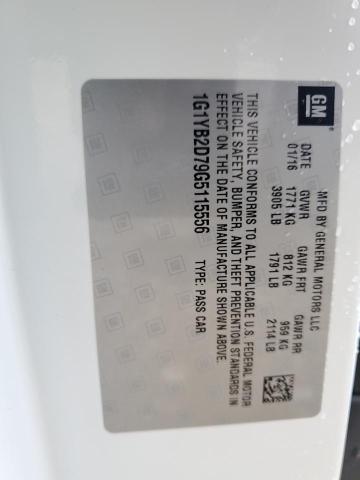 GM
MFD BY GENERAL MOTORS LLC
DATE GVWR GAWR FRT GAWR RR
01/16 1771 KG 812 KG 959 KG
3905 LB 1791 LB 2114 LB
THIS VEHICLE CONFORMS TO ALL APPLICABLE U.S. FEDERAL MOTOR
VEHICLE SAFETY, BUMPER, AND THEFT PREVENTION STANDARDS IN
EFFECT ON THE DATE OF MANUFACTURE SHOWN ABOVE.
1G1YB2D79G5115556 TYPE: PASS CAR